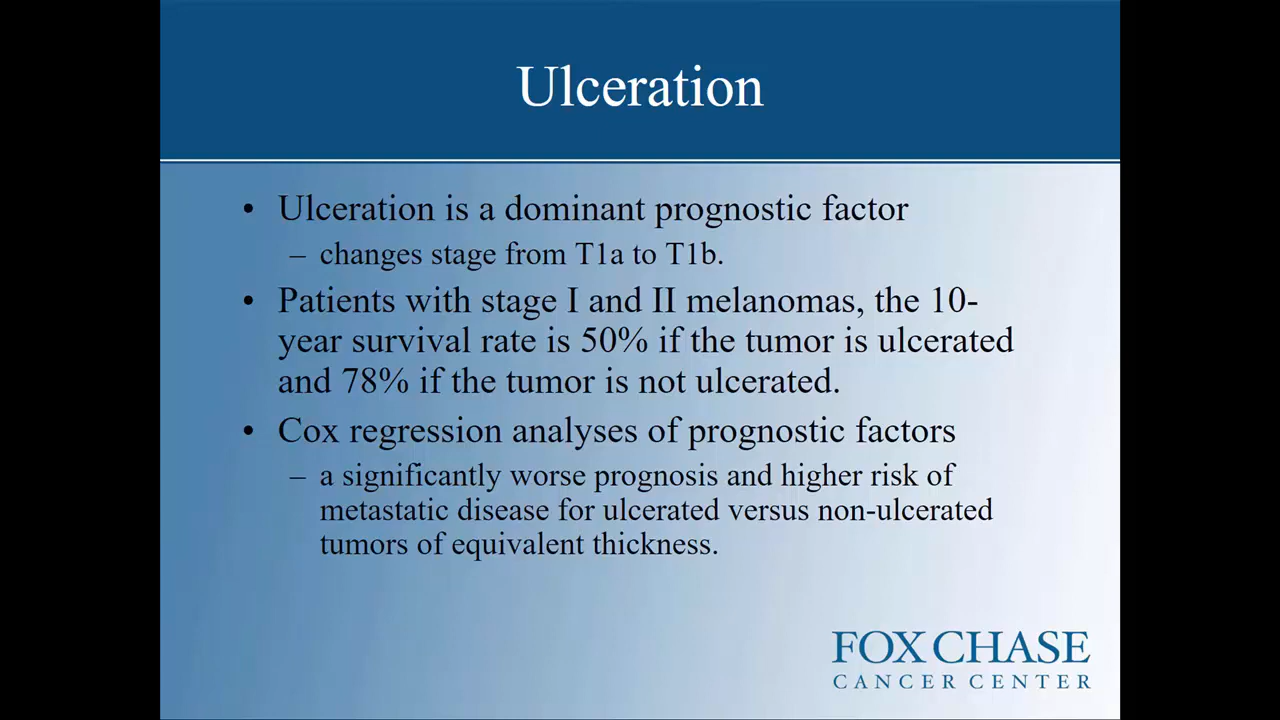 Ulceration
• Ulceration is a dominant prognostic factor
– changes stage from T1a to T1b.
• Patients with stage I and II melanomas, the 10-
year survival rate is 50% if the tumor is ulcerated
and 78% if the tumor is not ulcerated.
• Cox regression analyses of prognostic factors
– a significantly worse prognosis and higher risk of
metastatic disease for ulcerated versus non-ulcerated
tumors of equivalent thickness.
FOX CHASE
CANCER CENTER